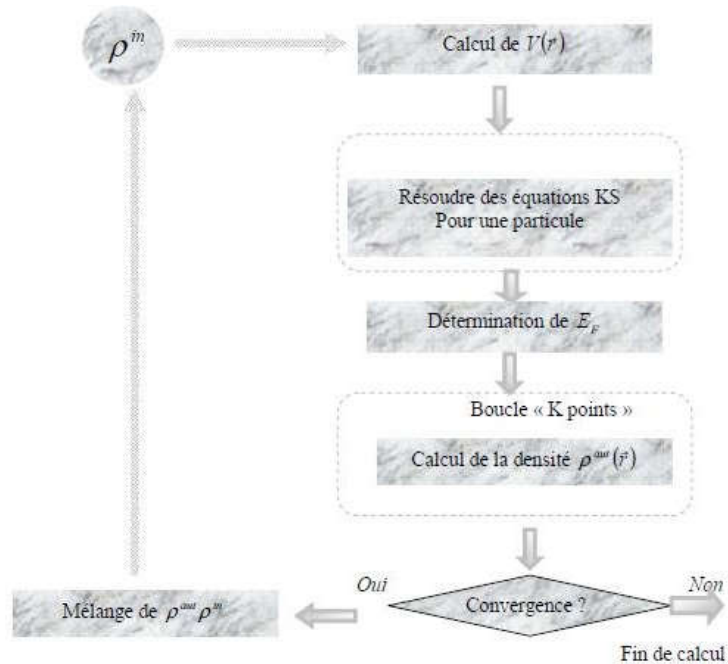 ρ^in
Calcul de V(r⃗)
Résoudre des équations KS
Pour une particule
Détermination de E_F
Boucle « K points »
Calcul de la densité ρ^out(r⃗)
Oui
Non
Mélange de ρ^out ρ^in
Convergence ?
Fin de calcul